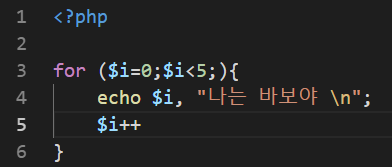 1 <?php
2
3 for ($i=0;$i<5;){
4     echo $i, "나는 바보야 \n";
5     $i++
6 }